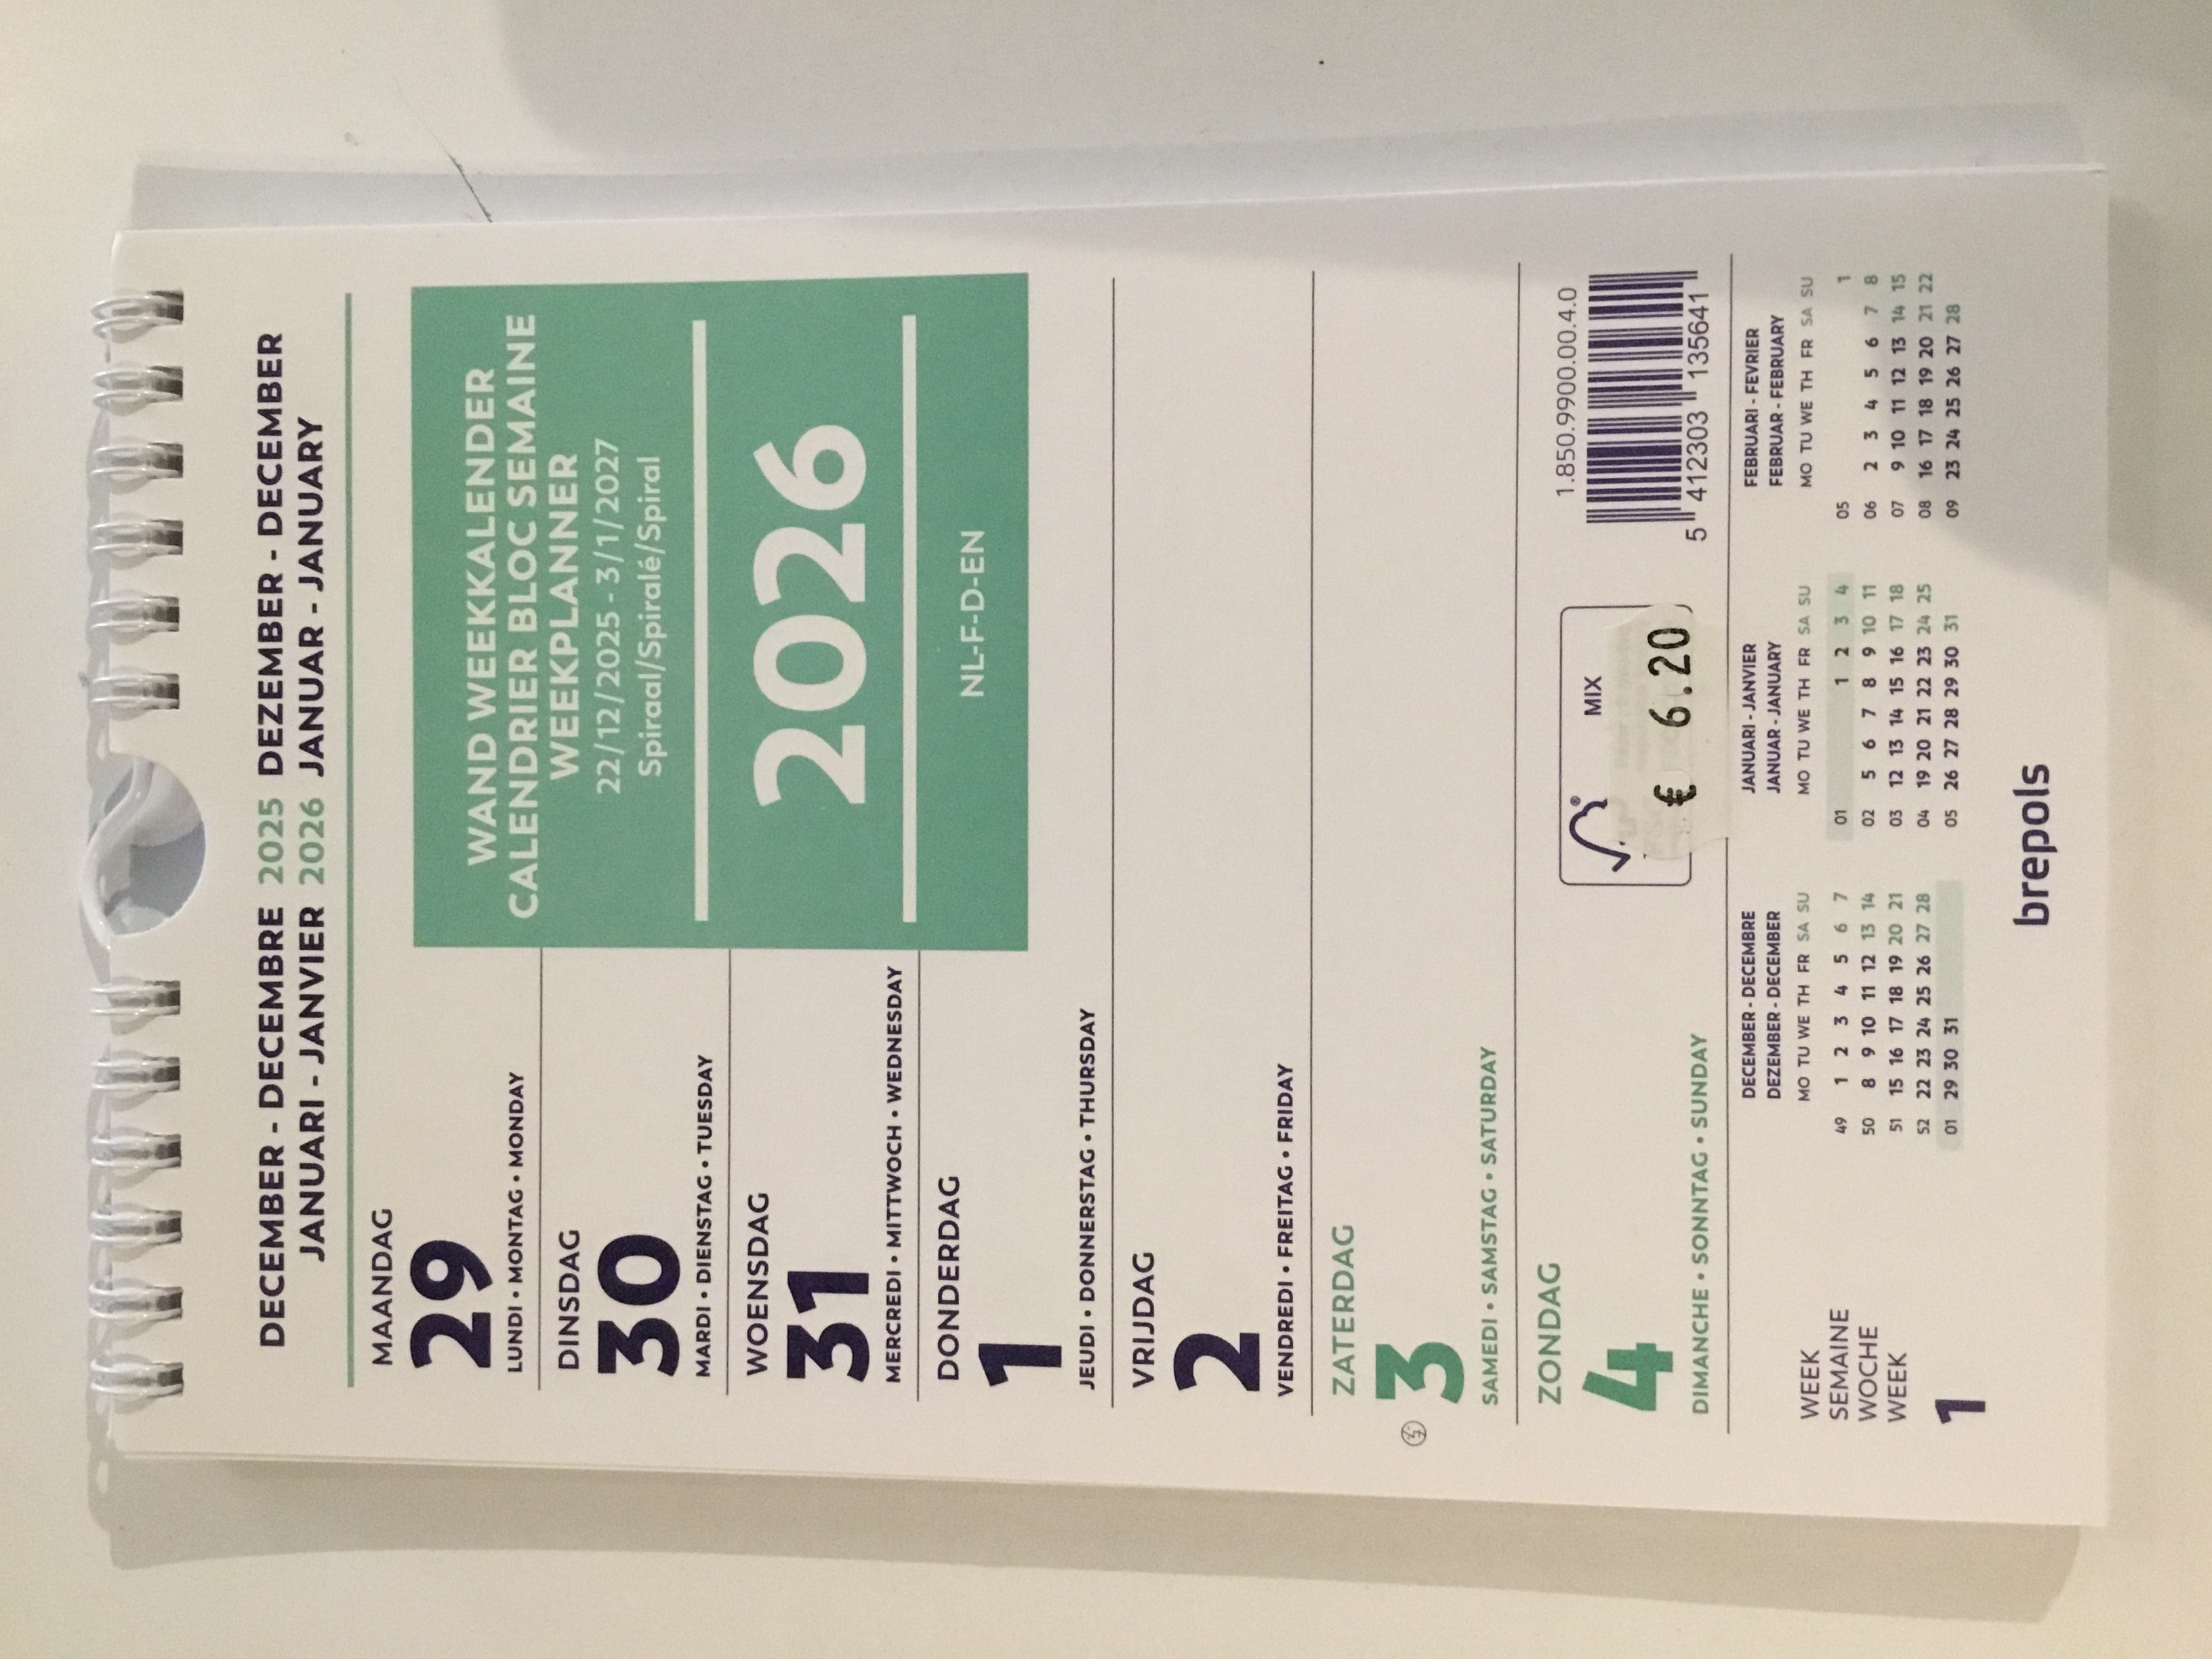 DECEMBER - DECEMBRE 2025 DEZEMBER - DECEMBER
JANUARI - JANVIER 2026 JANUAR - JANUARY
MAANDAG
29
LUNDI • MONTAG • MONDAY
DINSDAG
30
MARDI • DIENSTAG • TUESDAY
WOENSDAG
31
MERCREDI • MITTWOCH • WEDNESDAY
DONDERDAG
1
JEUDI • DONNERSTAG • THURSDAY
WAND WEEKKALENDER
CALENDRIER BLOC SEMAINE
WEEKPLANNER
22/12/2025 - 3/1/2027
Spiraal/Spiralé/Spiral
2026
NL-F-D-EN
VRIJDAG
2
VENDREDI • FREITAG • FRIDAY
ZATERDAG
3
SAMEDI • SAMSTAG • SATURDAY
ZONDAG
4
DIMANCHE • SONNTAG • SUNDAY
MIX
€ 6.20
1.850.9900.00.4.0
5 412303 135641
WEEK
SEMAINE
WOCHE
WEEK
1
DECEMBER - DECEMBRE
DEZEMBER - DECEMBER
MO TU WE TH FR SA SU
49 1 2 3 4 5 6 7
50 8 9 10 11 12 13 14
51 15 16 17 18 19 20 21
52 22 23 24 25 26 27 28
01 29 30 31
JANUARI - JANVIER
JANUAR - JANUARY
MO TU WE TH FR SA SU
01 1 2 3 4
02 5 6 7 8 9 10 11
03 12 13 14 15 16 17 18
04 19 20 21 22 23 24 25
05 26 27 28 29 30 31
FEBRUARI - FEVRIER
FEBRUAR - FEBRUARY
MO TU WE TH FR SA SU
05 1
06 2 3 4 5 6 7 8
07 9 10 11 12 13 14 15
08 16 17 18 19 20 21 22
09 23 24 25 26 27 28
brepols